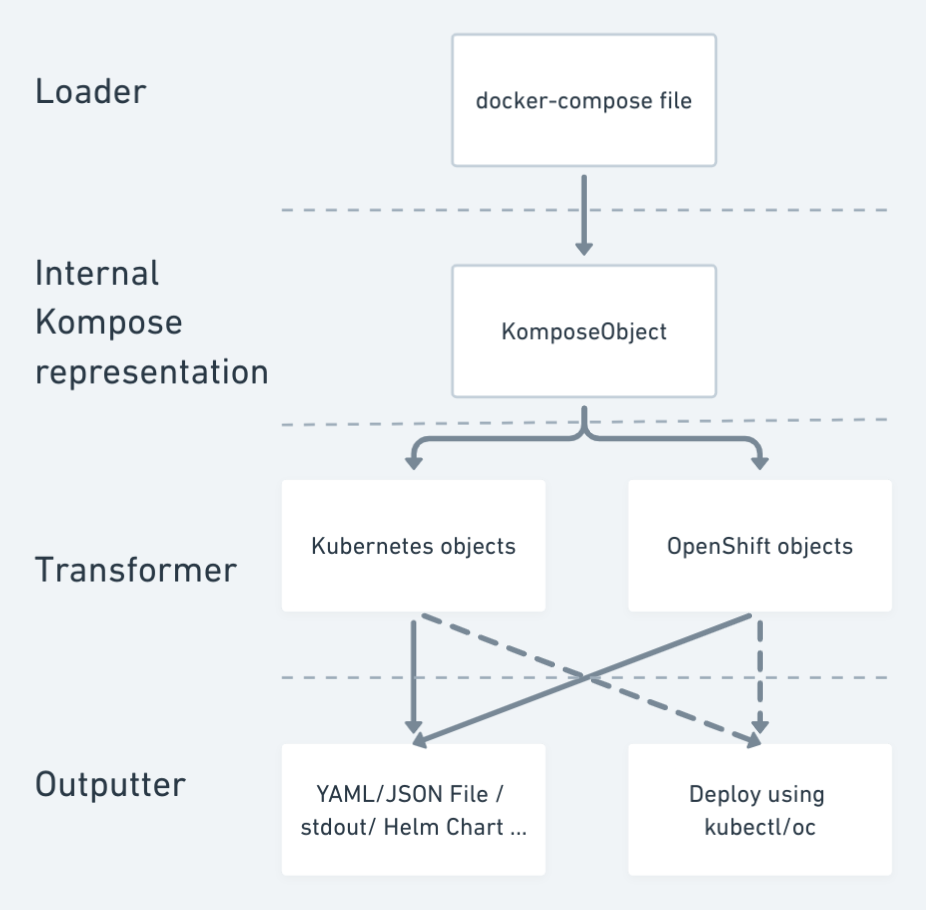 Loader
docker-compose file
Internal
Kompose
representation
KomposeObject
Transformer
Kubernetes objects
OpenShift objects
Outputter
YAML/JSON File /
stdout/ Helm Chart ...
Deploy using
kubectl/oc